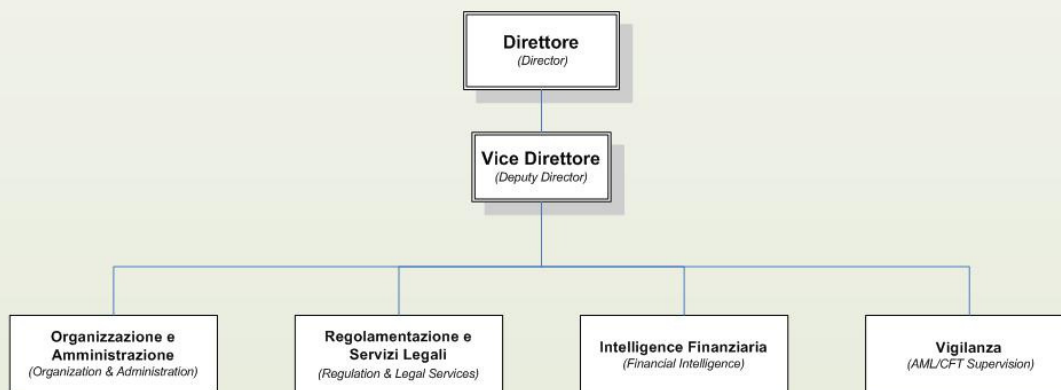 Direttore
(Director)
Vice Direttore
(Deputy Director)
Organizzazione e
Amministrazione
(Organization & Administration)
Regolamentazione e
Servizi Legali
(Regulation & Legal Services)
Intelligence Finanziaria
(Financial Intelligence)
Vigilanza
(AML/CFT Supervision)